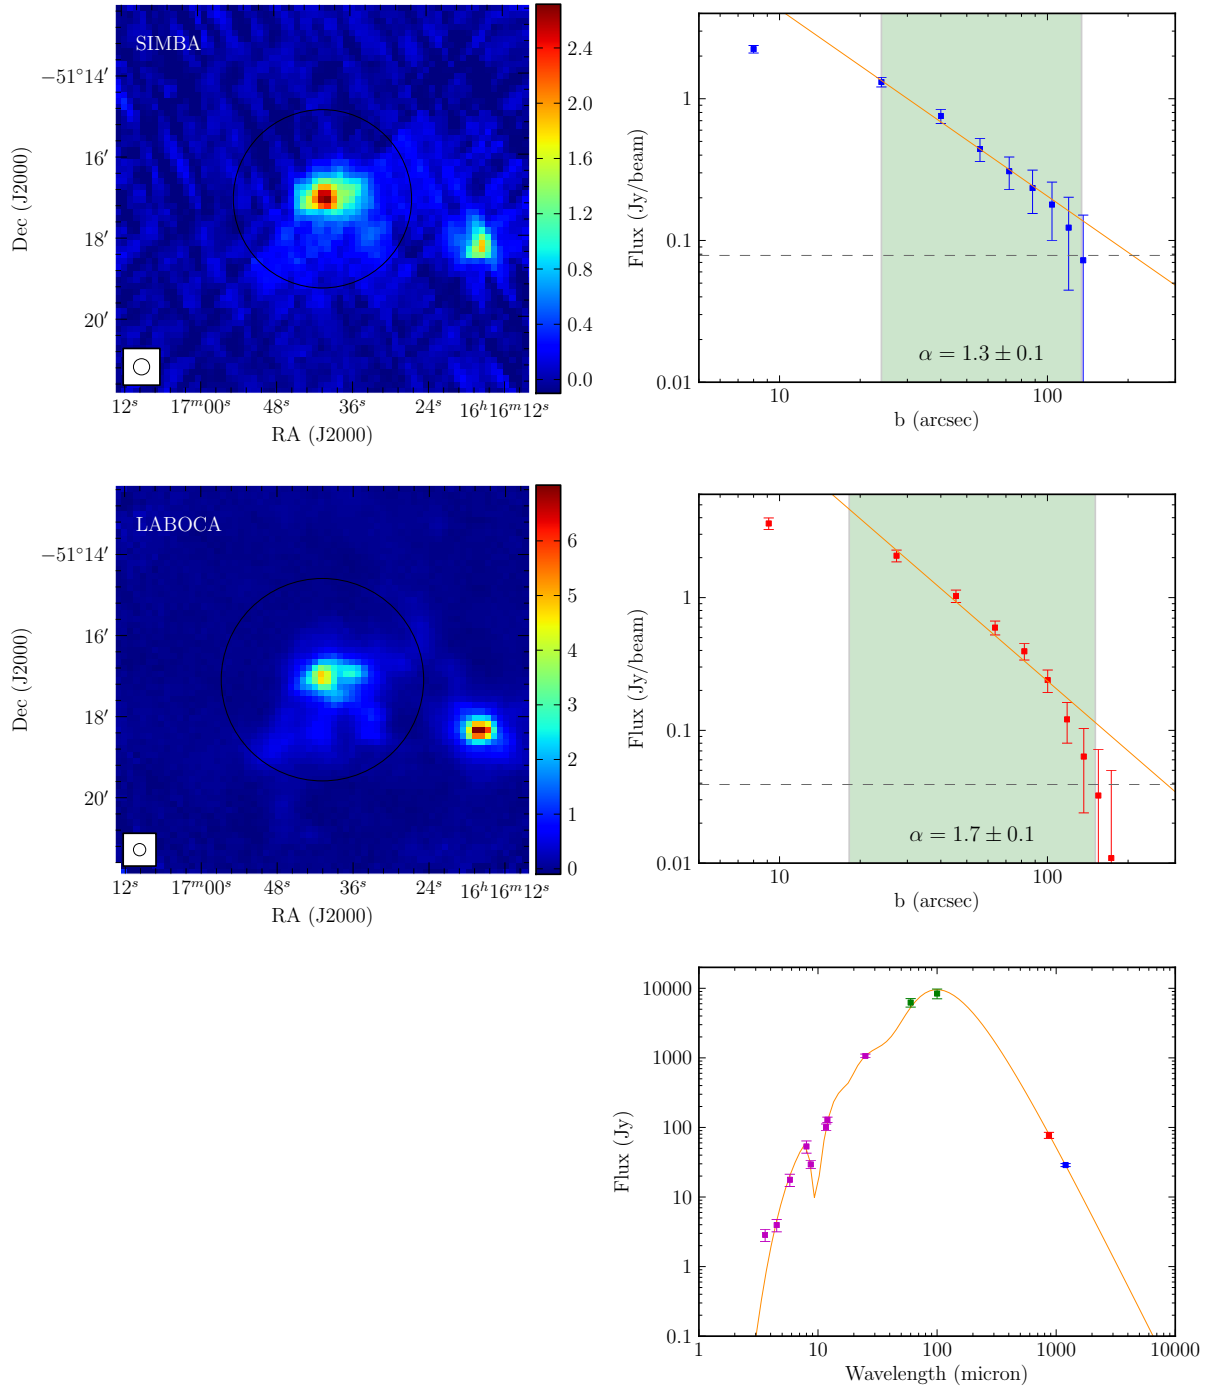 SIMBA
Dec (J2000)
−51°14′
16′
18′
20′
12ˢ 17ᵐ00ˢ 48ˢ 36ˢ 24ˢ 16ʰ16ᵐ12ˢ
RA (J2000)
2.4
2.0
1.6
1.2
0.8
0.4
0.0
Flux (Jy/beam)
1
0.1
0.01
α = 1.3 ± 0.1
10 100
b (arcsec)
LABOCA
Dec (J2000)
−51°14′
16′
18′
20′
12ˢ 17ᵐ00ˢ 48ˢ 36ˢ 24ˢ 16ʰ16ᵐ12ˢ
RA (J2000)
6
5
4
3
2
1
0
Flux (Jy/beam)
1
0.1
0.01
α = 1.7 ± 0.1
10 100
b (arcsec)
Flux (Jy)
10000
1000
100
10
1
0.1
1 10 100 1000 10000
Wavelength (micron)